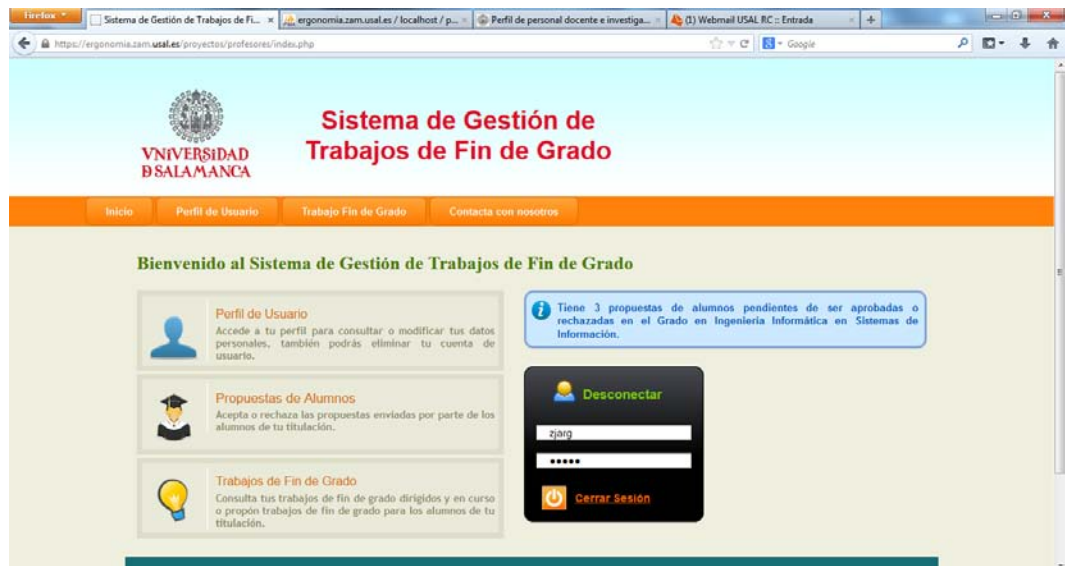 Firefox
Sistema de Gestión de Trabajos de Fi...
ergonomia.zam.usal.es / localhost / p...
Perfil de personal docente e investiga...
(1) Webmail USAL RC :: Entrada
https://ergonomia.zam.usal.es/proyectos/profesores/index.php
Google
VNiVERSiDAD
D SALAMANCA
Sistema de Gestión de
Trabajos de Fin de Grado
Inicio
Perfil de Usuario
Trabajo Fin de Grado
Contacta con nosotros
Bienvenido al Sistema de Gestión de Trabajos de Fin de Grado
Perfil de Usuario
Accede a tu perfil para consultar o modificar tus datos
personales, también podrás eliminar tu cuenta de
usuario.
Propuestas de Alumnos
Acepta o rechaza las propuestas enviadas por parte de los
alumnos de tu titulación.
Trabajos de Fin de Grado
Consulta tus trabajos de fin de grado dirigidos y en curso
o propón trabajos de fin de grado para los alumnos de tu
titulación.
Tiene 3 propuestas de alumnos pendientes de ser aprobadas o
rechazadas en el Grado en Ingeniería Informática en Sistemas de
Información.
Desconectar
zjarg
•••••
Cerrar Sesión